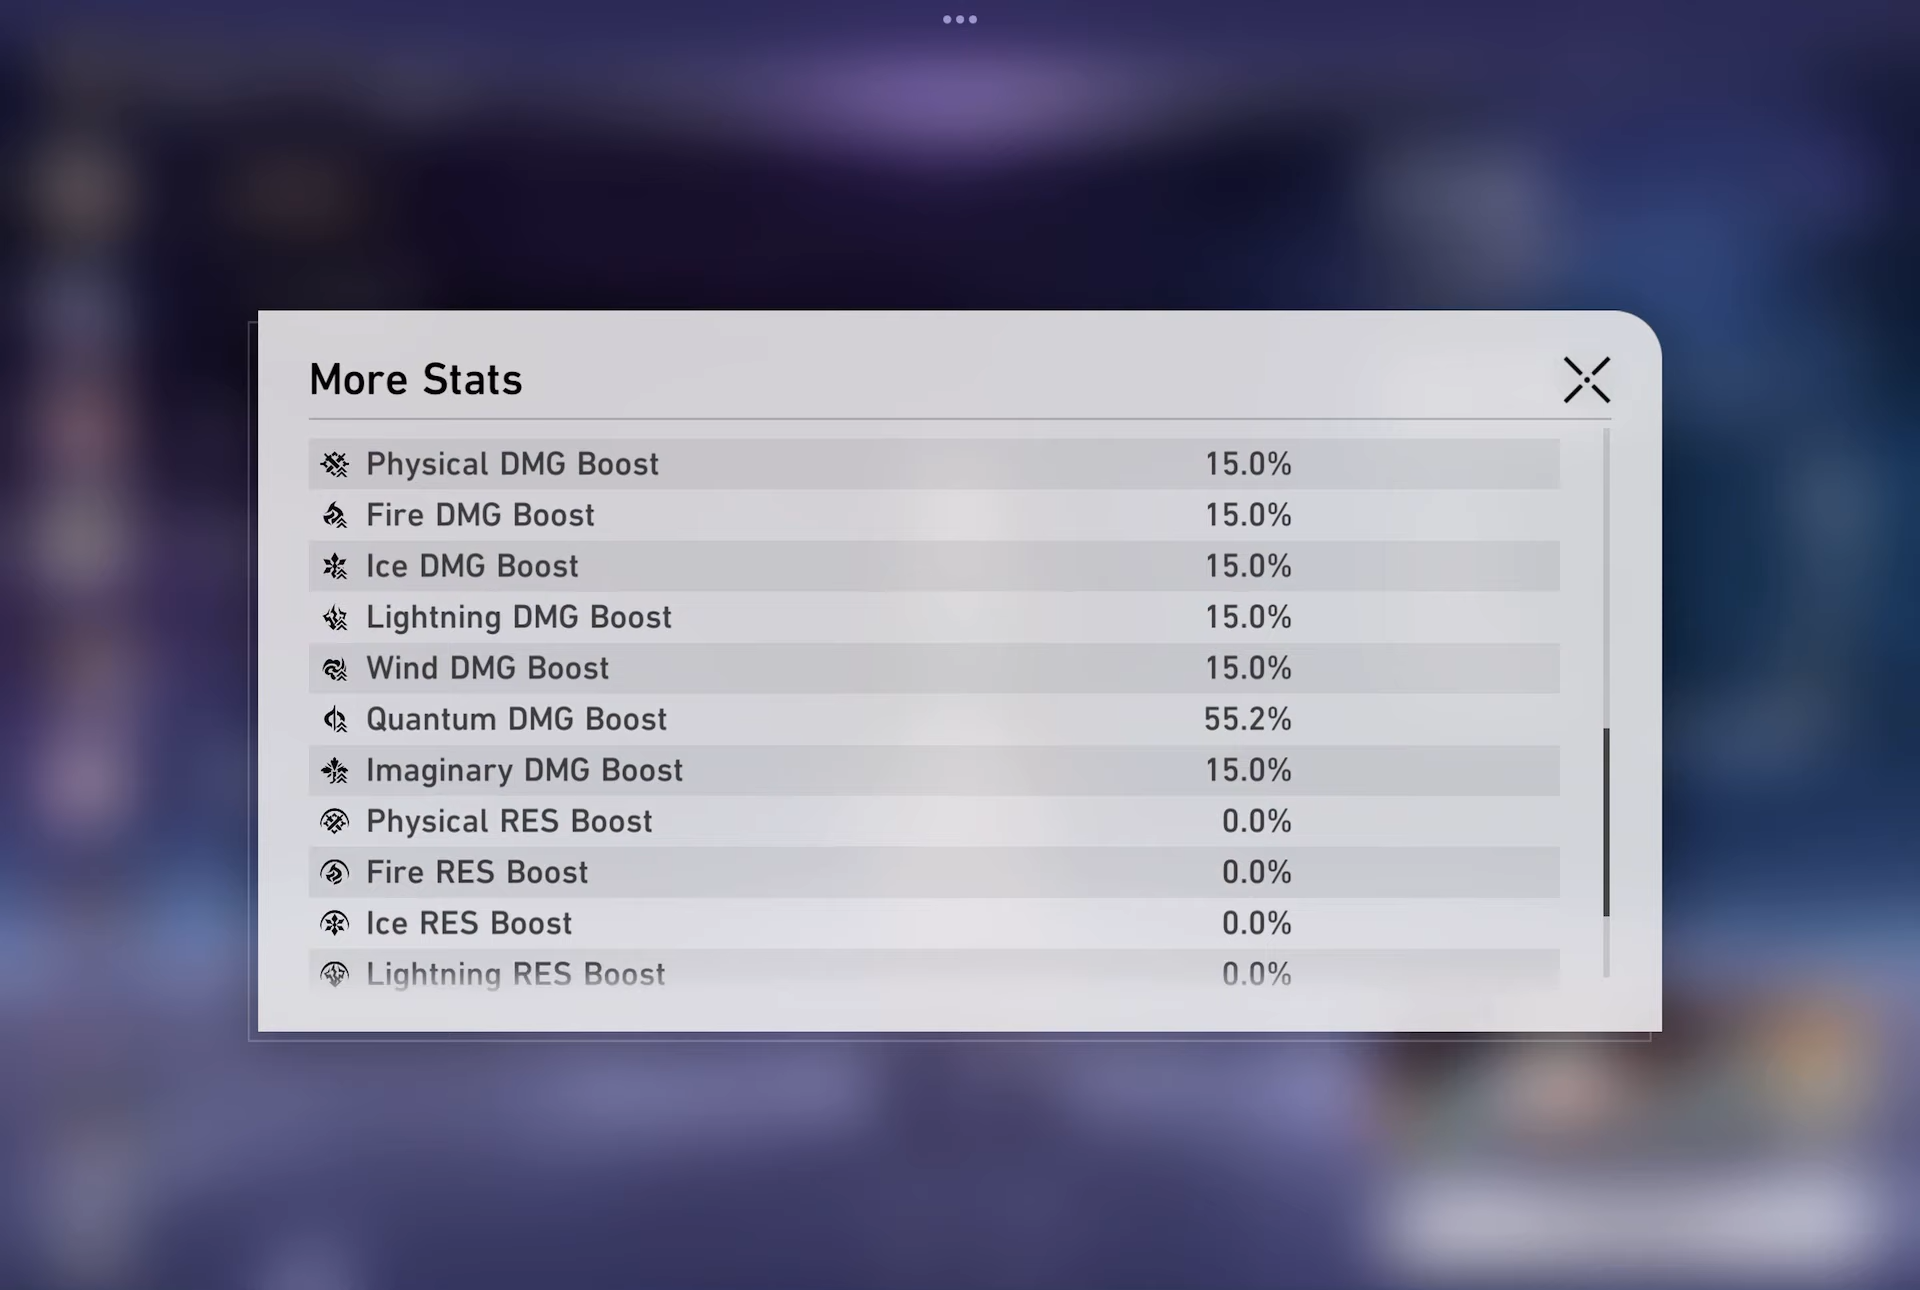 More Stats
Physical DMG Boost 15.0%
Fire DMG Boost 15.0%
Ice DMG Boost 15.0%
Lightning DMG Boost 15.0%
Wind DMG Boost 15.0%
Quantum DMG Boost 55.2%
Imaginary DMG Boost 15.0%
Physical RES Boost 0.0%
Fire RES Boost 0.0%
Ice RES Boost 0.0%
Lightning RES Boost 0.0%